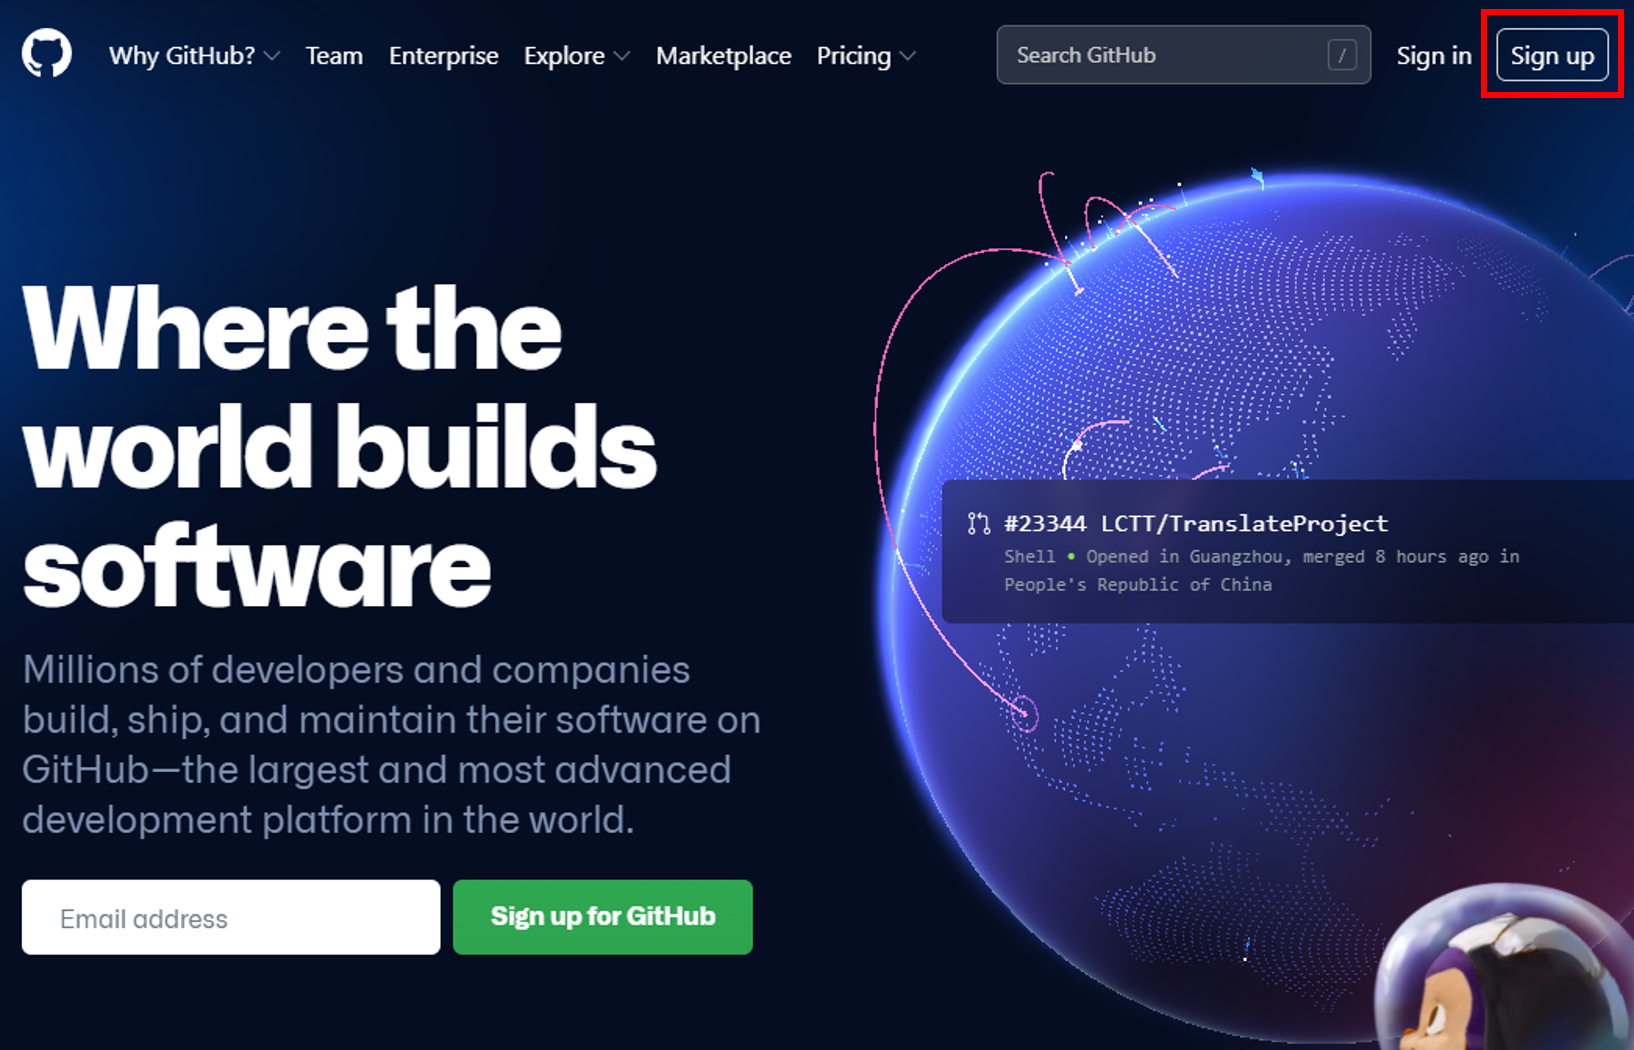 Why GitHub? Team Enterprise Explore Marketplace Pricing Search GitHub / Sign in Sign up
Where the
world builds
software
Millions of developers and companies
build, ship, and maintain their software on
GitHub—the largest and most advanced
development platform in the world.
Email address Sign up for GitHub
#23344 LCTT/TranslateProject
Shell • Opened in Guangzhou, merged 8 hours ago in
People's Republic of China